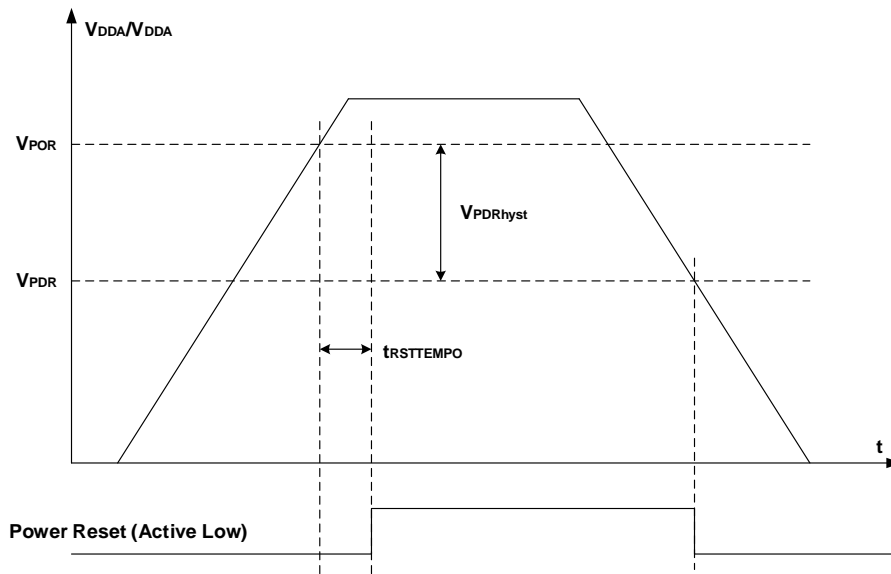 VDDA/VDDA
VPOR
VPDRhyst
VPDR
tRSTTEMPO
t
Power Reset (Active Low)